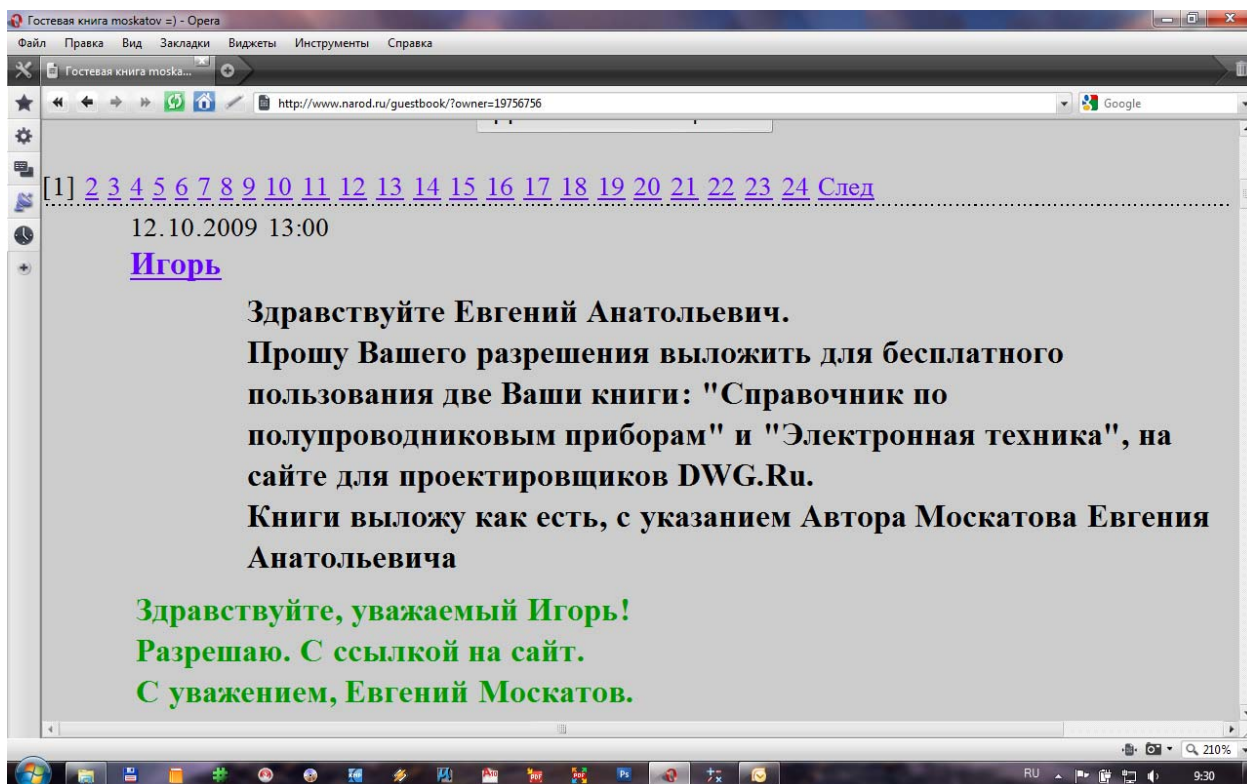 Гостевая книга moskatov =) - Opera
Файл Правка Вид Закладки Виджеты Инструменты Справка
Гостевая книга moska...
http://www.narod.ru/guestbook/?owner=19756756
Google
[1] 2 3 4 5 6 7 8 9 10 11 12 13 14 15 16 17 18 19 20 21 22 23 24 След
12.10.2009 13:00
Игорь
Здравствуйте Евгений Анатольевич.
Прошу Вашего разрешения выложить для бесплатного
пользования две Ваши книги: "Справочник по
полупроводниковым приборам" и "Электронная техника", на
сайте для проектировщиков DWG.Ru.
Книги выложу как есть, с указанием Автора Москатова Евгения
Анатольевича
Здравствуйте, уважаемый Игорь!
Разрешаю. С ссылкой на сайт.
С уважением, Евгений Москатов.
210%
Ps
RU
9:30